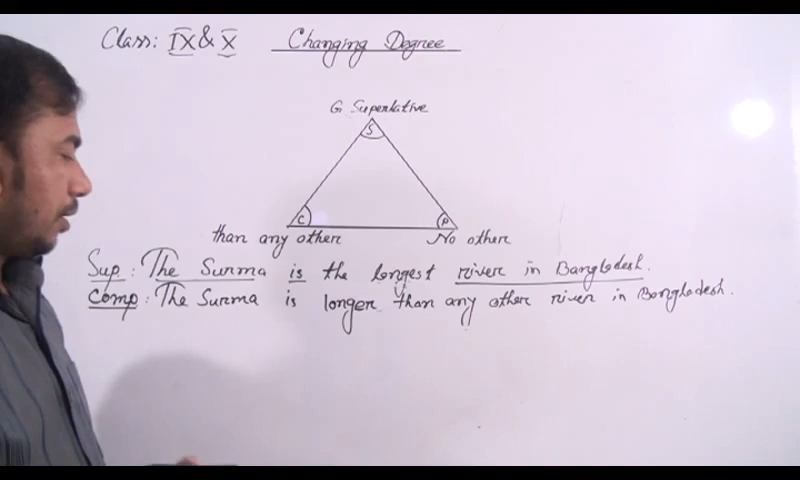 Class: IX & X Changing Degree
G Superlative
S
C P
than any other No other
Sup: The Surma is the longest river in Bangladesh.
Comp: The Surma is longer than any other river in Bangladesh.